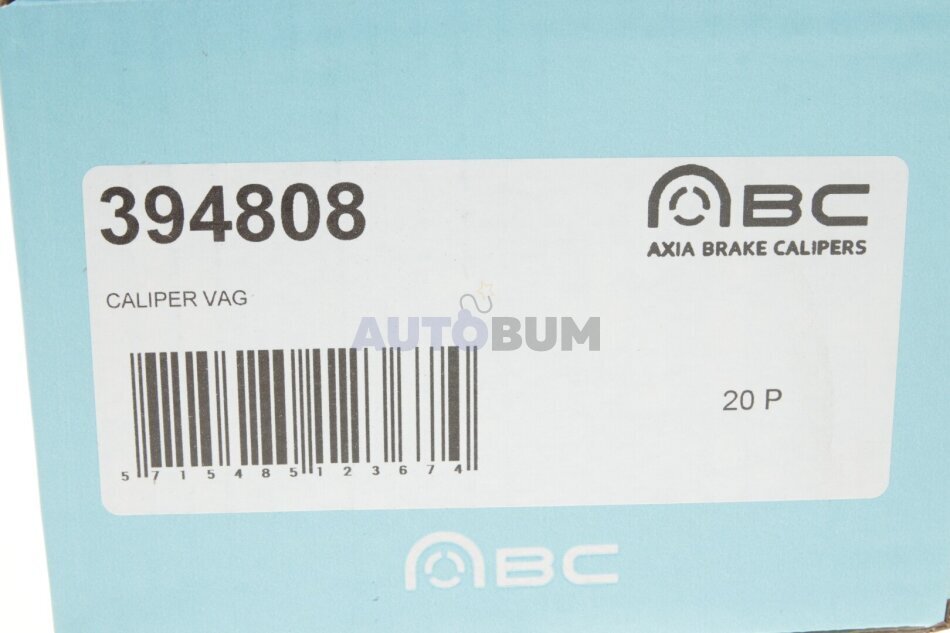 394808
ABC
AXIA BRAKE CALIPERS
CALIPER VAG
AUTOBUM
20 P
5 715485 123674
ABC